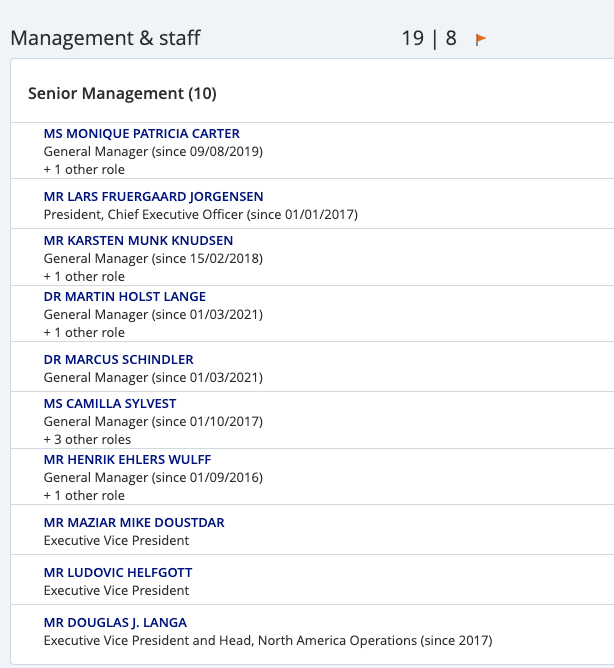 Management & staff 19 | 8
Senior Management (10)
MS MONIQUE PATRICIA CARTER
General Manager (since 09/08/2019)
+ 1 other role
MR LARS FRUERGAARD JORGENSEN
President, Chief Executive Officer (since 01/01/2017)
MR KARSTEN MUNK KNUDSEN
General Manager (since 15/02/2018)
+ 1 other role
DR MARTIN HOLST LANGE
General Manager (since 01/03/2021)
+ 1 other role
DR MARCUS SCHINDLER
General Manager (since 01/03/2021)
MS CAMILLA SYLVEST
General Manager (since 01/10/2017)
+ 3 other roles
MR HENRIK EHLERS WULFF
General Manager (since 01/09/2016)
+ 1 other role
MR MAZIAR MIKE DOUSTDAR
Executive Vice President
MR LUDOVIC HELFGOTT
Executive Vice President
MR DOUGLAS J. LANGA
Executive Vice President and Head, North America Operations (since 2017)